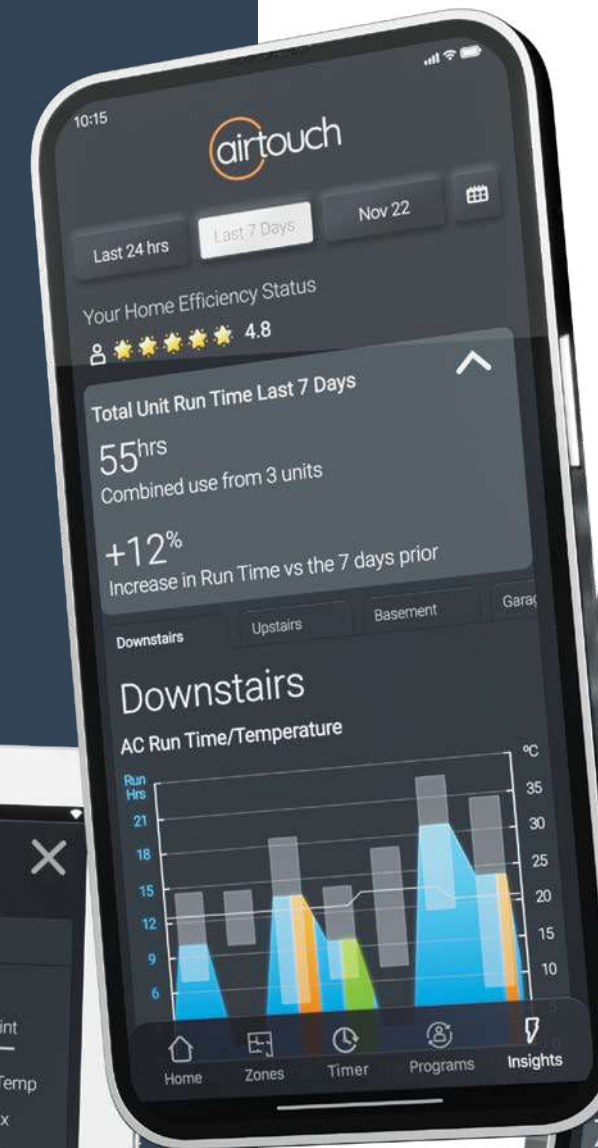 10:15
airtouch
Last 24 hrs
Last 7 Days
Nov 22
Your Home Efficiency Status
4.8
Total Unit Run Time Last 7 Days
55hrs
Combined use from 3 units
+12%
Increase in Run Time vs the 7 days prior
Downstairs
Upstairs
Basement
Downstairs
AC Run Time/Temperature
Run
Hrs
°C
21
18
15
12
9
6
35
30
25
20
15
10
Home
Zones
Timer
Programs
Insights
Temp